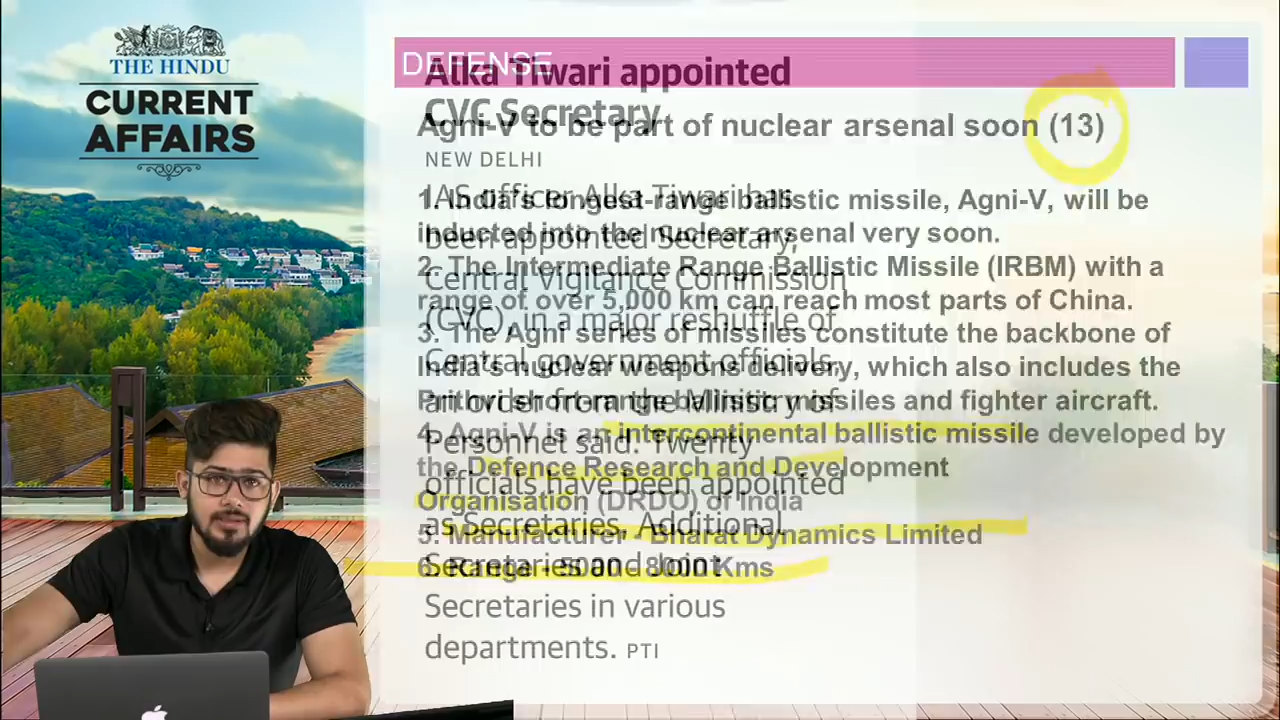 THE HINDU
CURRENT
AFFAIRS
DEFENSE
Agni-V to be part of nuclear arsenal soon (13)
1. India's longest-range ballistic missile, Agni-V, will be
inducted into the nuclear arsenal very soon.
2. The Intermediate Range Ballistic Missile (IRBM) with a
range of over 5,000 km can reach most parts of China.
3. The Agni series of missiles constitute the backbone of
India's nuclear weapons delivery, which also includes the
Prithvi short-range ballistic missiles and fighter aircraft.
4. Agni-V is an intercontinental ballistic missile developed by
the Defence Research and Development
Organisation (DRDO) of India
5. Manufacturer - Bharat Dynamics Limited
6. Range - 5000 - 8000 Kms
Alka Tiwari appointed
CVC Secretary
NEW DELHI
IAS officer Alka Tiwari has
been appointed Secretary,
Central Vigilance Commission
(CVC), in a major reshuffle of
Central government officials,
an order from the Ministry of
Personnel said. Twenty
officials have been appointed
as Secretaries, Additional
Secretaries and Joint
Secretaries in various
departments. PTI